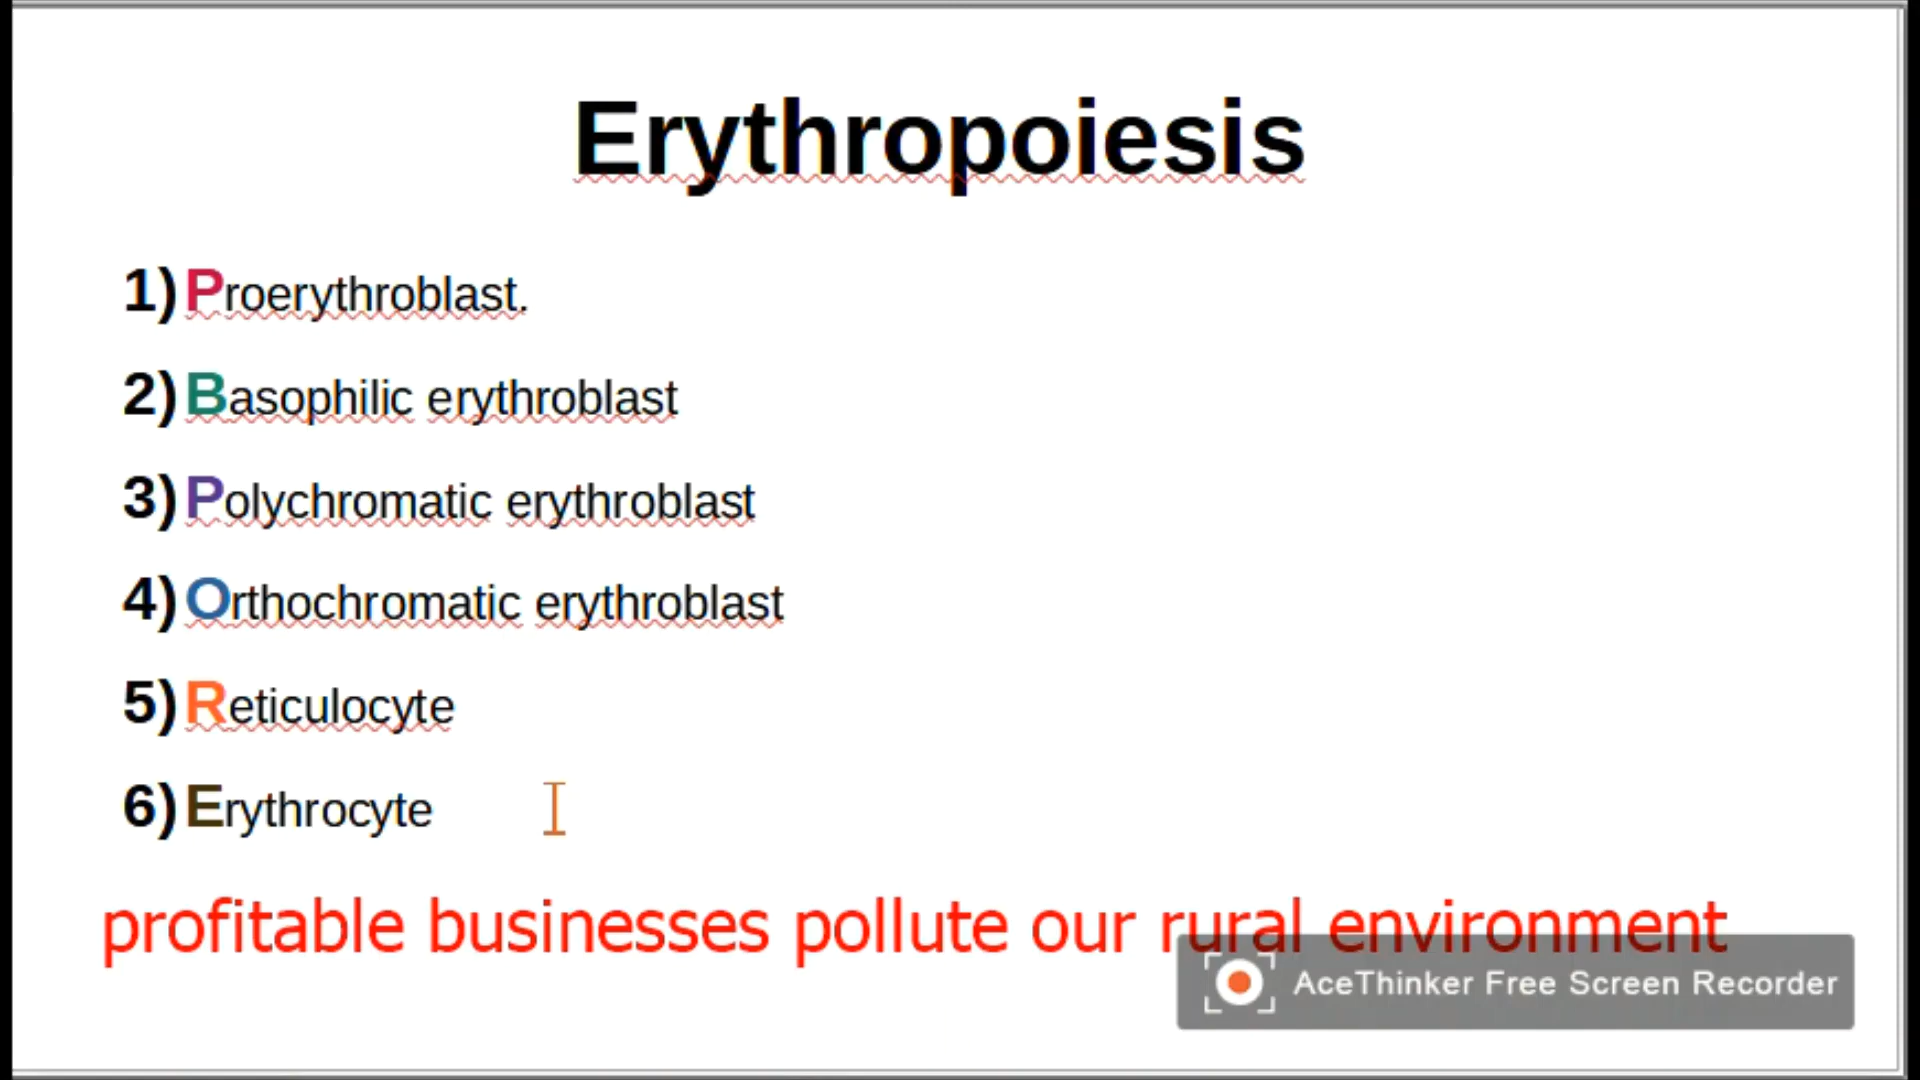 Erythropoiesis
1) Proerythroblast.
2) Basophilic erythroblast
3) Polychromatic erythroblast
4) Orthochromatic erythroblast
5) Reticulocyte
6) Erythrocyte
profitable businesses pollute our rural environment
AceThinker Free Screen Recorder